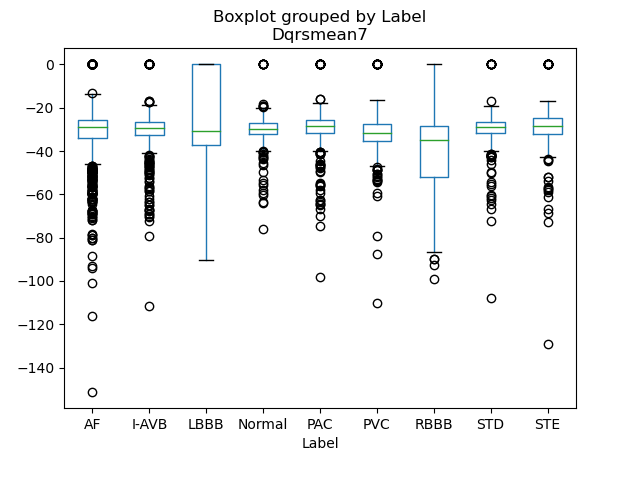 Boxplot grouped by Label
Dqrsmean7
0
−20
−40
−60
−80
−100
−120
−140
AF I-AVB LBBB Normal PAC PVC RBBB STD STE
Label